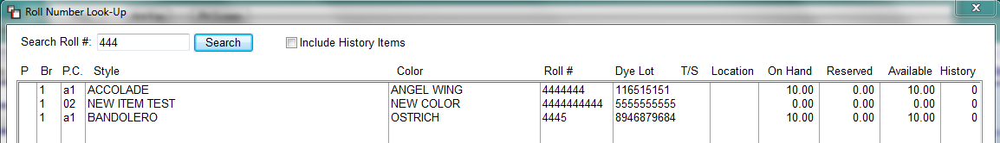 Roll Number Look-Up
Search Roll #: 444 Search Include History Items
P Br P.C. Style Color Roll # Dye Lot T/S Location On Hand Reserved Available History
1 a1 ACCOLADE ANGEL WING 4444444 116515151 10.00 0.00 10.00 0
1 02 NEW ITEM TEST NEW COLOR 4444444444 5555555555 0.00 0.00 0.00 0
1 a1 BANDOLERO OSTRICH 4445 8946879684 10.00 0.00 10.00 0